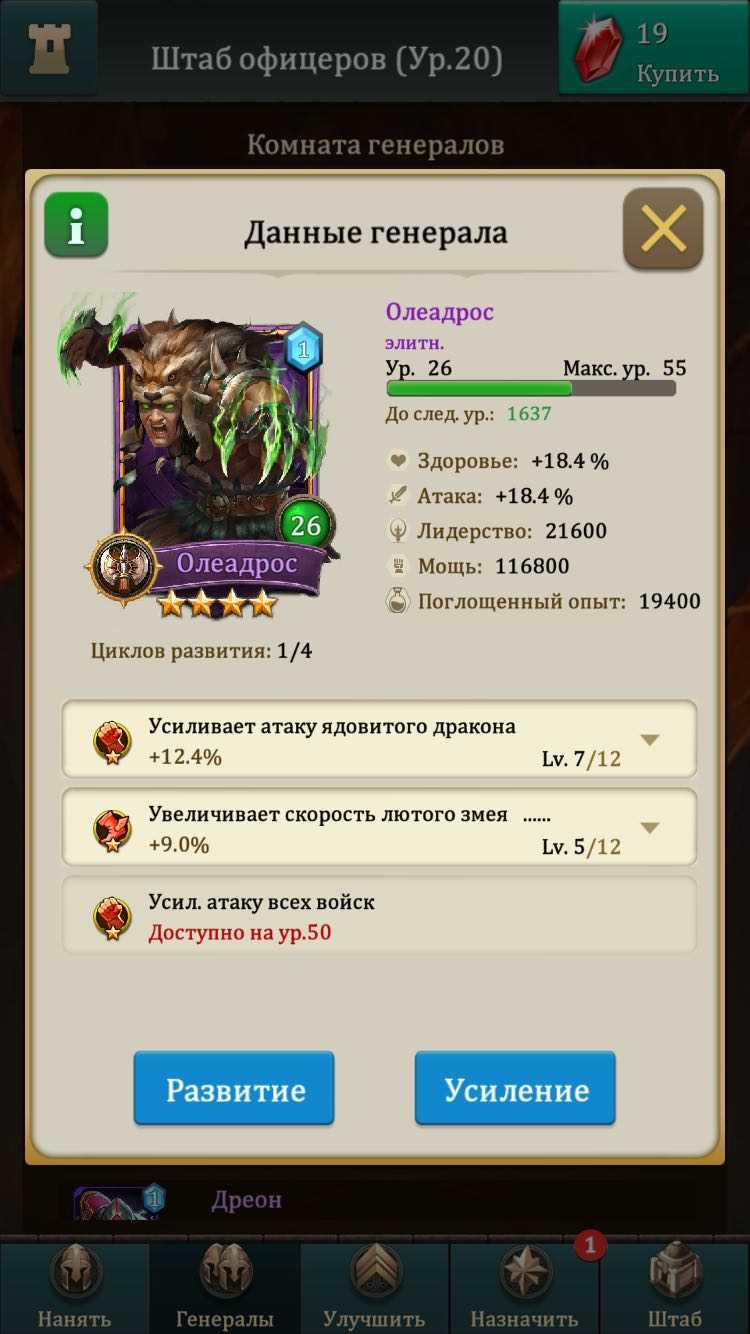 Штаб офицеров (Ур.20)
19
Купить
Комната генералов
i
Данные генерала
Олеадрос
элитн.
Ур. 26 Макс. ур. 55
До след. ур.: 1637
Здоровье: +18.4 %
Атака: +18.4 %
Лидерство: 21600
Мощь: 116800
Поглощенный опыт: 19400
1
26
Олеадрос
Циклов развития: 1/4
Усиливает атаку ядовитого дракона
+12.4%
Lv. 7/12
Увеличивает скорость лютого змея ......
+9.0%
Lv. 5/12
Усил. атаку всех войск
Доступно на ур.50
Развитие
Усиление
1
Дреон
1
Нанять
Генералы
Улучшить
Назначить
Штаб